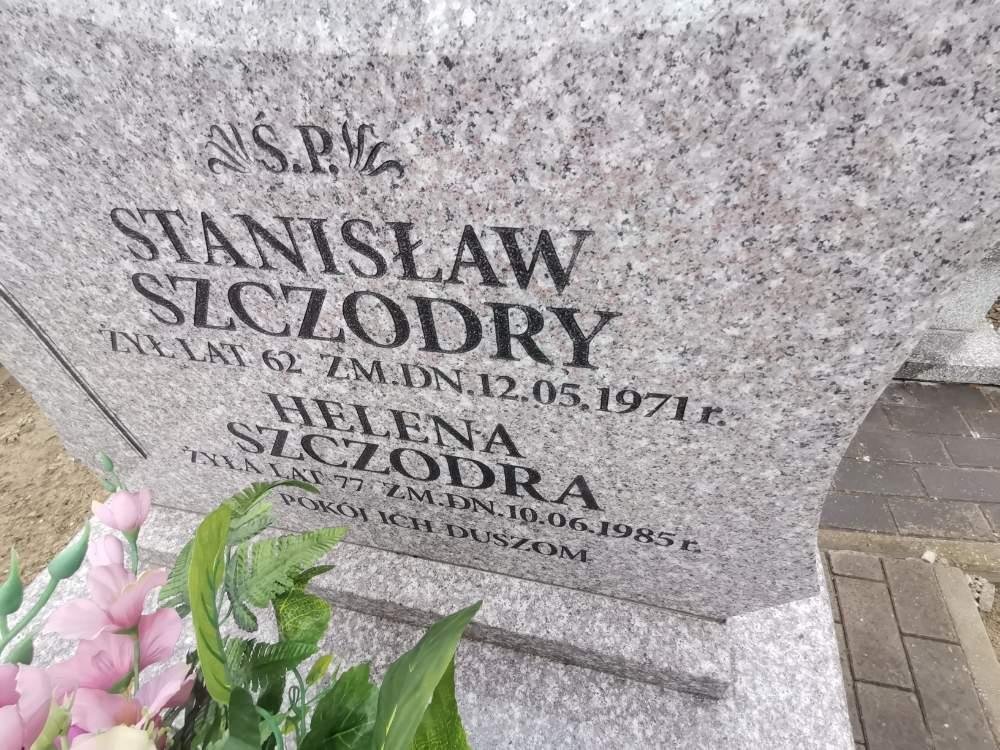 Ś.P.
STANISŁAW
SZCZODRY
ŻYŁ LAT 62 ZM.DN.12.05.1971 r.
HELENA
SZCZODRA
ŻYŁA LAT 77 ZM.DN.10.06.1985 r.
POKÓJ ICH DUSZOM